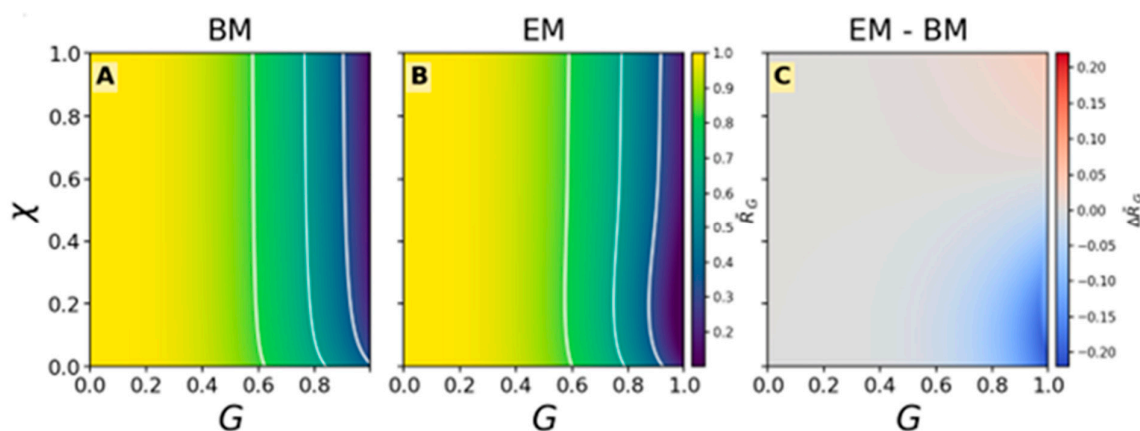 BM
EM
EM - BM
A
B
C
χ
1.0
0.8
0.6
0.4
0.2
0.0
0.0 0.2 0.4 0.6 0.8
G
0.0 0.2 0.4 0.6 0.8 1.0
G
1.0
0.9
0.8
0.7
0.6
0.5
0.4
0.3
0.2
R̂_G
0.0 0.2 0.4 0.6 0.8 1.0
G
0.20
0.15
0.10
0.05
0.00
−0.05
−0.10
−0.15
−0.20
ΔR̂_G